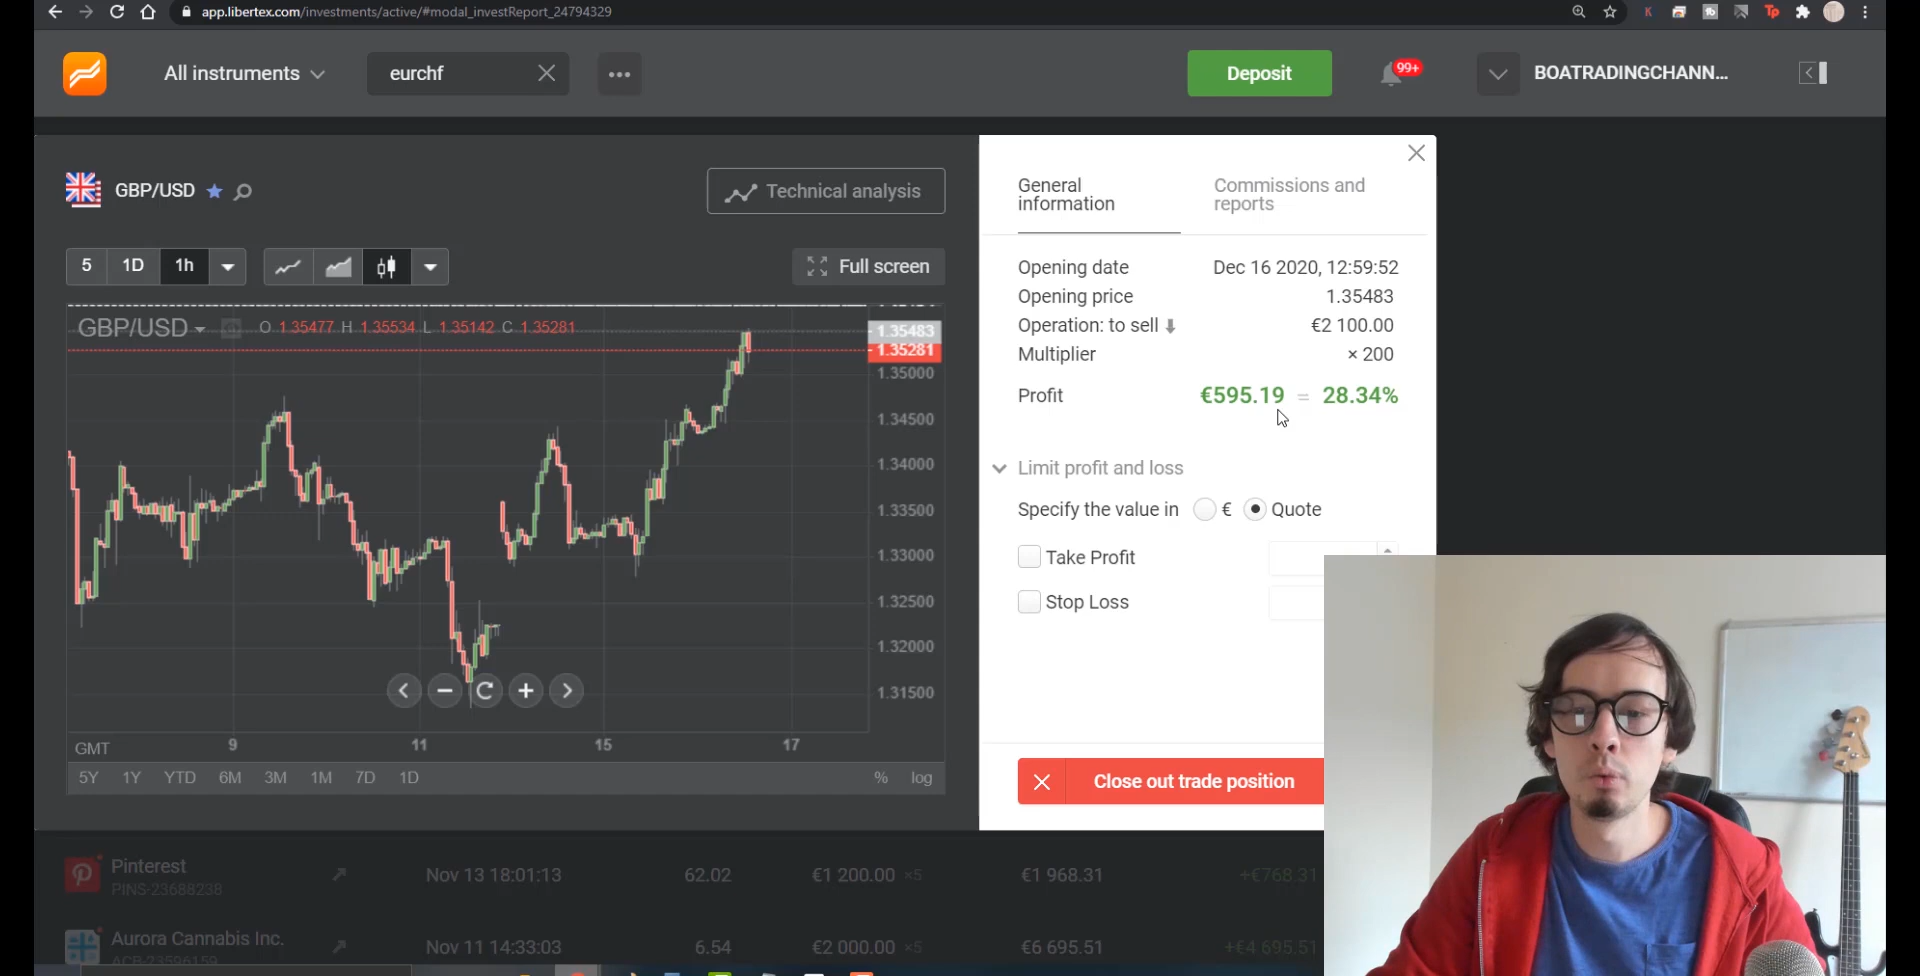 app.libertex.com/investments/active/#modal_investReport_24794329
All instruments
eurchf
Deposit
99+
BOATRADINGCHANN...
GBP/USD
Technical analysis
5 1D 1h
Full screen
GBP/USD O 1.35477 H 1.35534 L 1.35142 C 1.35281
1.35483
1.35281
1.35000
1.34500
1.34000
1.33500
1.33000
1.32500
1.32000
1.31500
GMT 9 11 15 17
5Y 1Y YTD 6M 3M 1M 7D 1D % log
General information
Commissions and reports
Opening date Dec 16 2020, 12:59:52
Opening price 1.35483
Operation: to sell €2 100.00
Multiplier × 200
Profit €595.19 = 28.34%
Limit profit and loss
Specify the value in € Quote
Take Profit
Stop Loss
Close out trade position
Pinterest Nov 13 18:01:13 62.02 €1 200.00 ×5 €1 968.31 +€768.31
PINS-23688238
Aurora Cannabis Inc. Nov 11 14:33:03 6.54 €2 000.00 ×5 €6 695.51 +€4 695.51
ACB-23596159